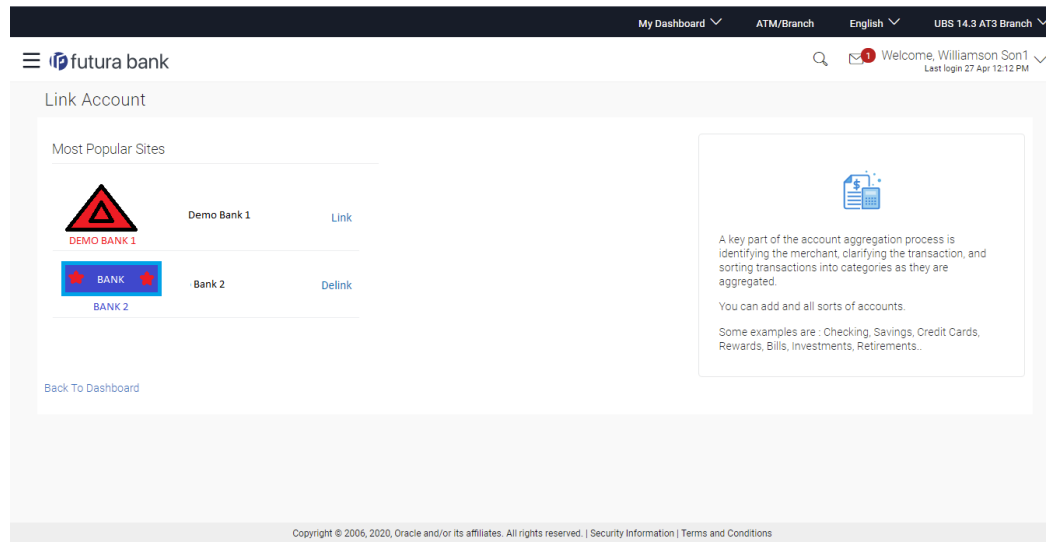 My Dashboard ATM/Branch English UBS 14.3 AT3 Branch
futura bank
1 Welcome, Williamson Son1
Last login 27 Apr 12:12 PM
Link Account
Most Popular Sites
DEMO BANK 1
Demo Bank 1 Link
BANK
BANK 2
Bank 2 Delink
A key part of the account aggregation process is
identifying the merchant, clarifying the transaction, and
sorting transactions into categories as they are
aggregated.
You can add and all sorts of accounts.
Some examples are : Checking, Savings, Credit Cards,
Rewards, Bills, Investments, Retirements..
Back To Dashboard
Copyright © 2006, 2020, Oracle and/or its affiliates. All rights reserved. | Security Information | Terms and Conditions